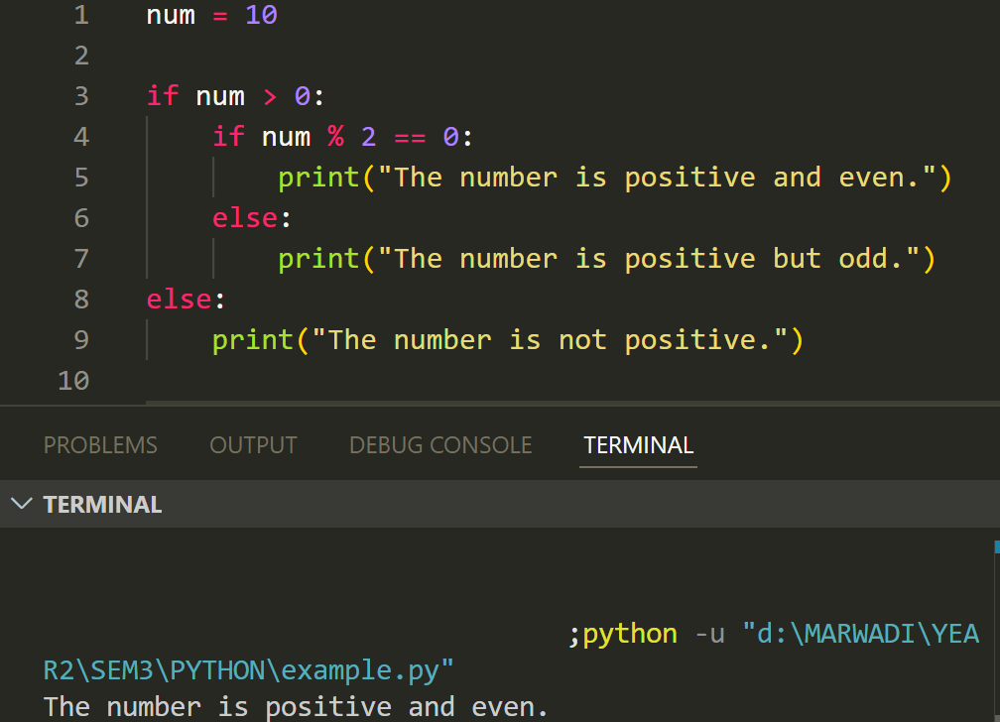 1 num = 10
2
3 if num > 0:
4     if num % 2 == 0:
5         print("The number is positive and even.")
6     else:
7         print("The number is positive but odd.")
8 else:
9     print("The number is not positive.")
10
PROBLEMS OUTPUT DEBUG CONSOLE TERMINAL
TERMINAL
;python -u "d:\MARWADI\YEA
R2\SEM3\PYTHON\example.py"
The number is positive and even.